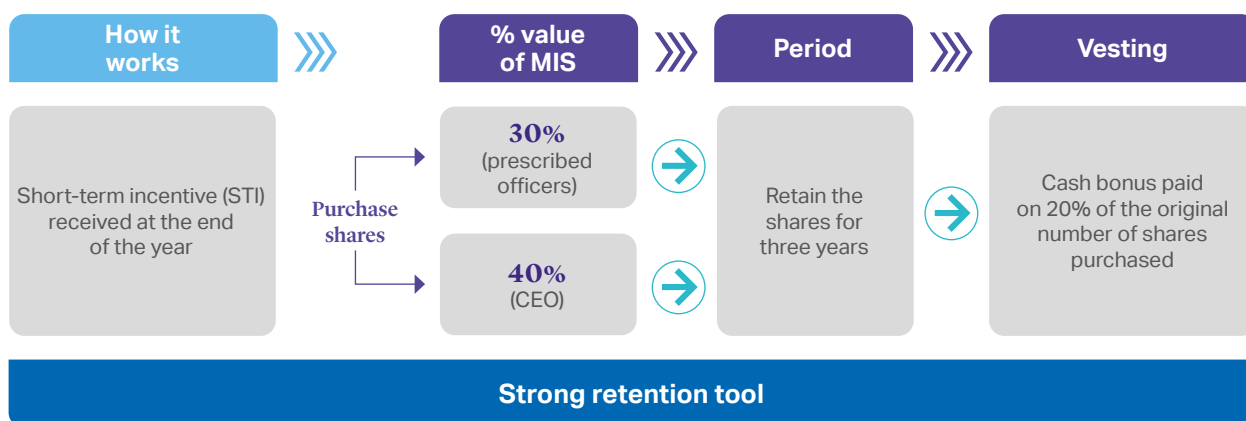 How it
works
% value
of MIS
Period
Vesting
Short-term incentive (STI)
received at the end
of the year
Purchase
shares
30%
(prescribed
officers)
40%
(CEO)
Retain the
shares for
three years
Cash bonus paid
on 20% of the original
number of shares
purchased
Strong retention tool